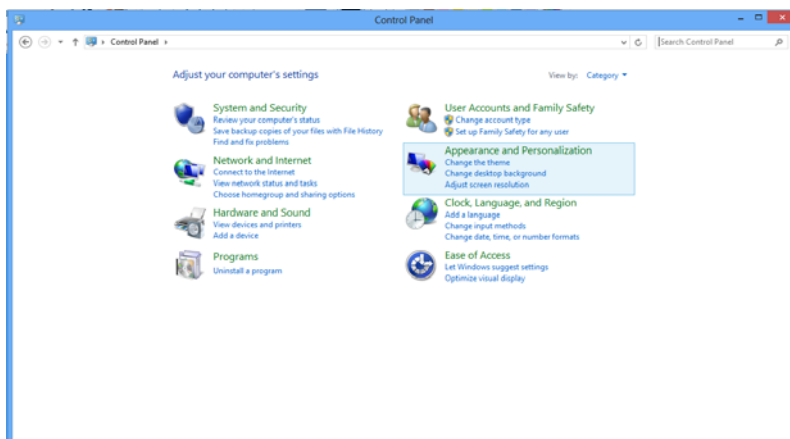 Control Panel
Control Panel
Search Control Panel
Adjust your computer's settings
View by: Category
System and Security
Review your computer's status
Save backup copies of your files with File History
Find and fix problems
Network and Internet
Connect to the Internet
View network status and tasks
Choose homegroup and sharing options
Hardware and Sound
View devices and printers
Add a device
Programs
Uninstall a program
User Accounts and Family Safety
Change account type
Set up Family Safety for any user
Appearance and Personalization
Change the theme
Change desktop background
Adjust screen resolution
Clock, Language, and Region
Add a language
Change input methods
Change date, time, or number formats
Ease of Access
Let Windows suggest settings
Optimize visual display